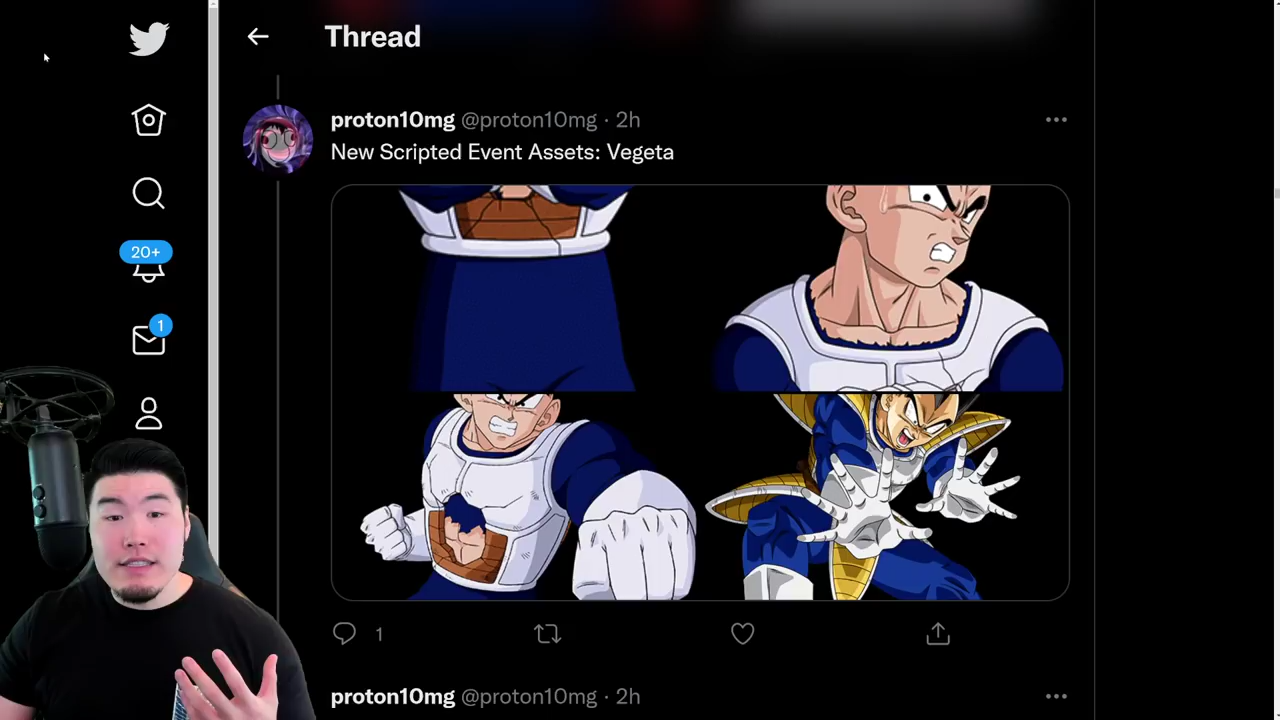 Thread
proton10mg @proton10mg · 2h
New Scripted Event Assets: Vegeta
20+
1
1
proton10mg @proton10mg · 2h